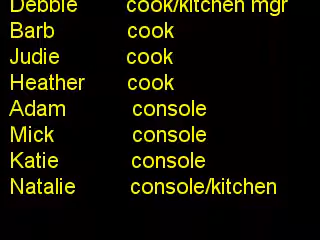 Debbie cook/kitchen mgr
Barb cook
Judie cook
Heather cook
Adam console
Mick console
Katie console
Natalie console/kitchen